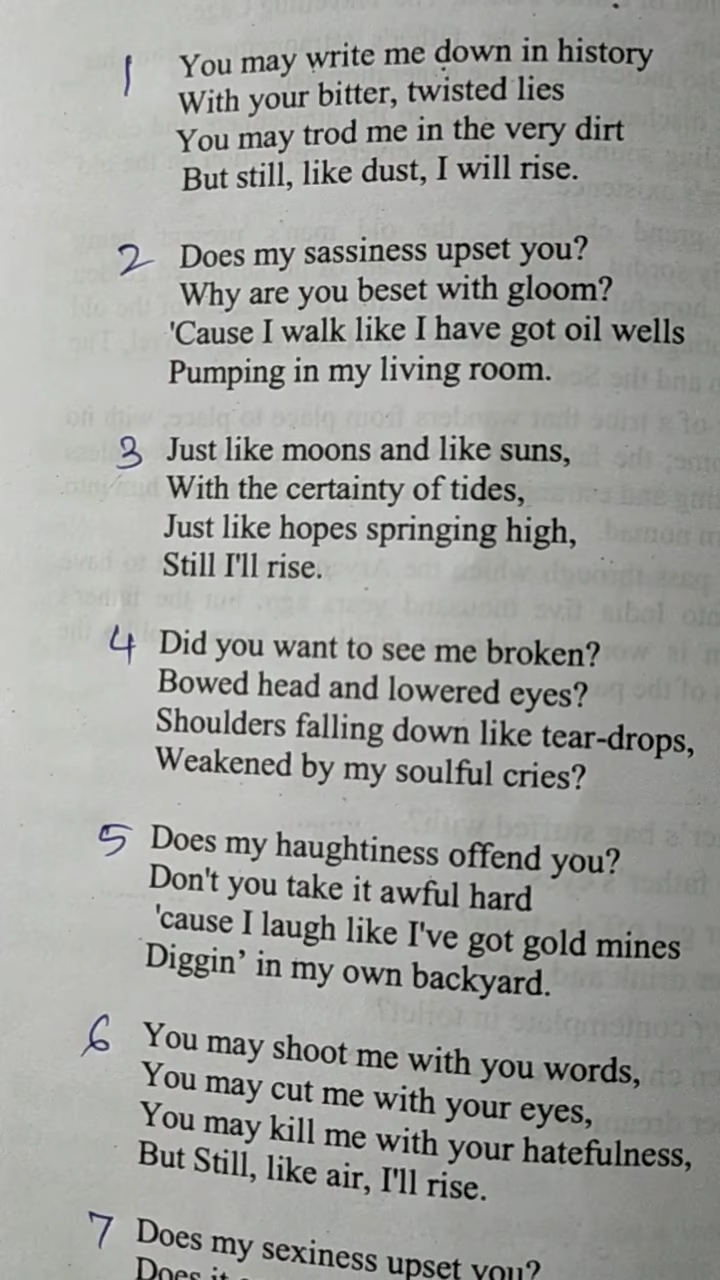 1 You may write me down in history
With your bitter, twisted lies
You may trod me in the very dirt
But still, like dust, I will rise.
2 Does my sassiness upset you?
Why are you beset with gloom?
'Cause I walk like I have got oil wells
Pumping in my living room.
3 Just like moons and like suns,
With the certainty of tides,
Just like hopes springing high,
Still I'll rise.
4 Did you want to see me broken?
Bowed head and lowered eyes?
Shoulders falling down like tear-drops,
Weakened by my soulful cries?
5 Does my haughtiness offend you?
Don't you take it awful hard
'cause I laugh like I've got gold mines
Diggin’ in my own backyard.
6 You may shoot me with you words,
You may cut me with your eyes,
You may kill me with your hatefulness,
But Still, like air, I'll rise.
7 Does my sexiness upset you?
Does it